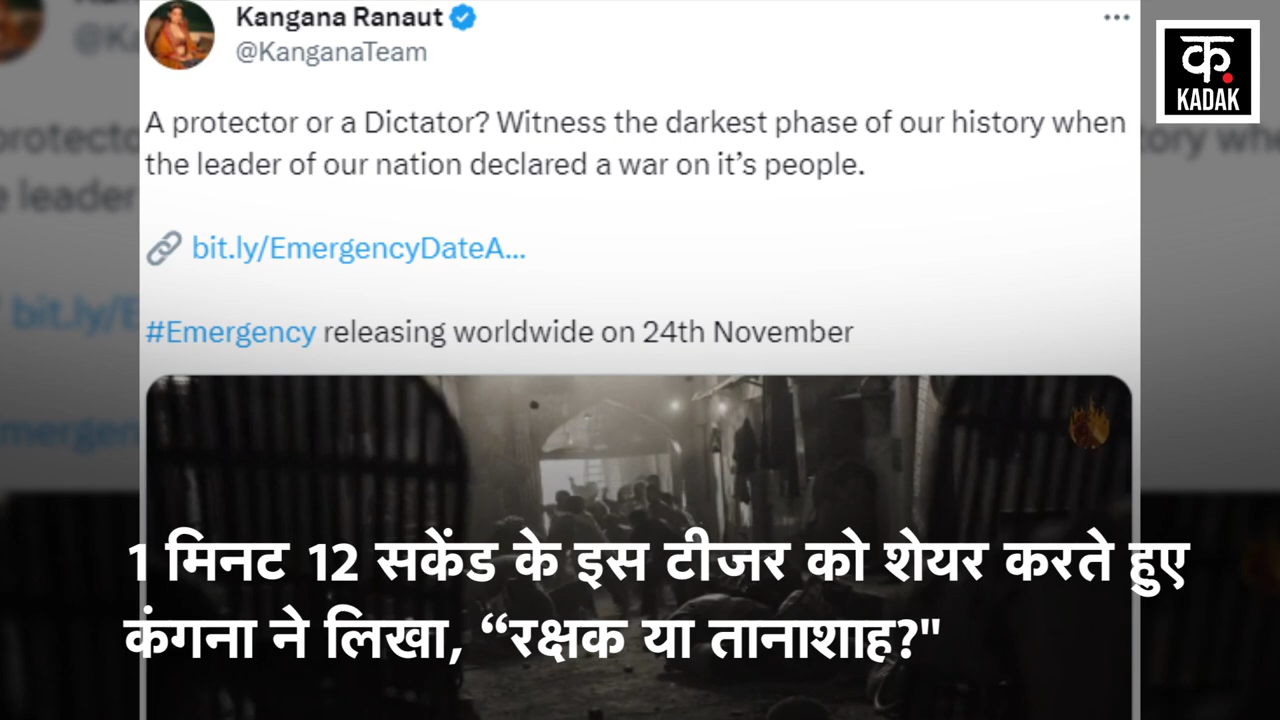 Kangana Ranaut
@KanganaTeam
क.
KADAK
A protector or a Dictator? Witness the darkest phase of our history when
the leader of our nation declared a war on it’s people.
bit.ly/EmergencyDateA...
#Emergency releasing worldwide on 24th November
1 मिनट 12 सकेंड के इस टीजर को शेयर करते हुए
कंगना ने लिखा, “रक्षक या तानाशाह?"